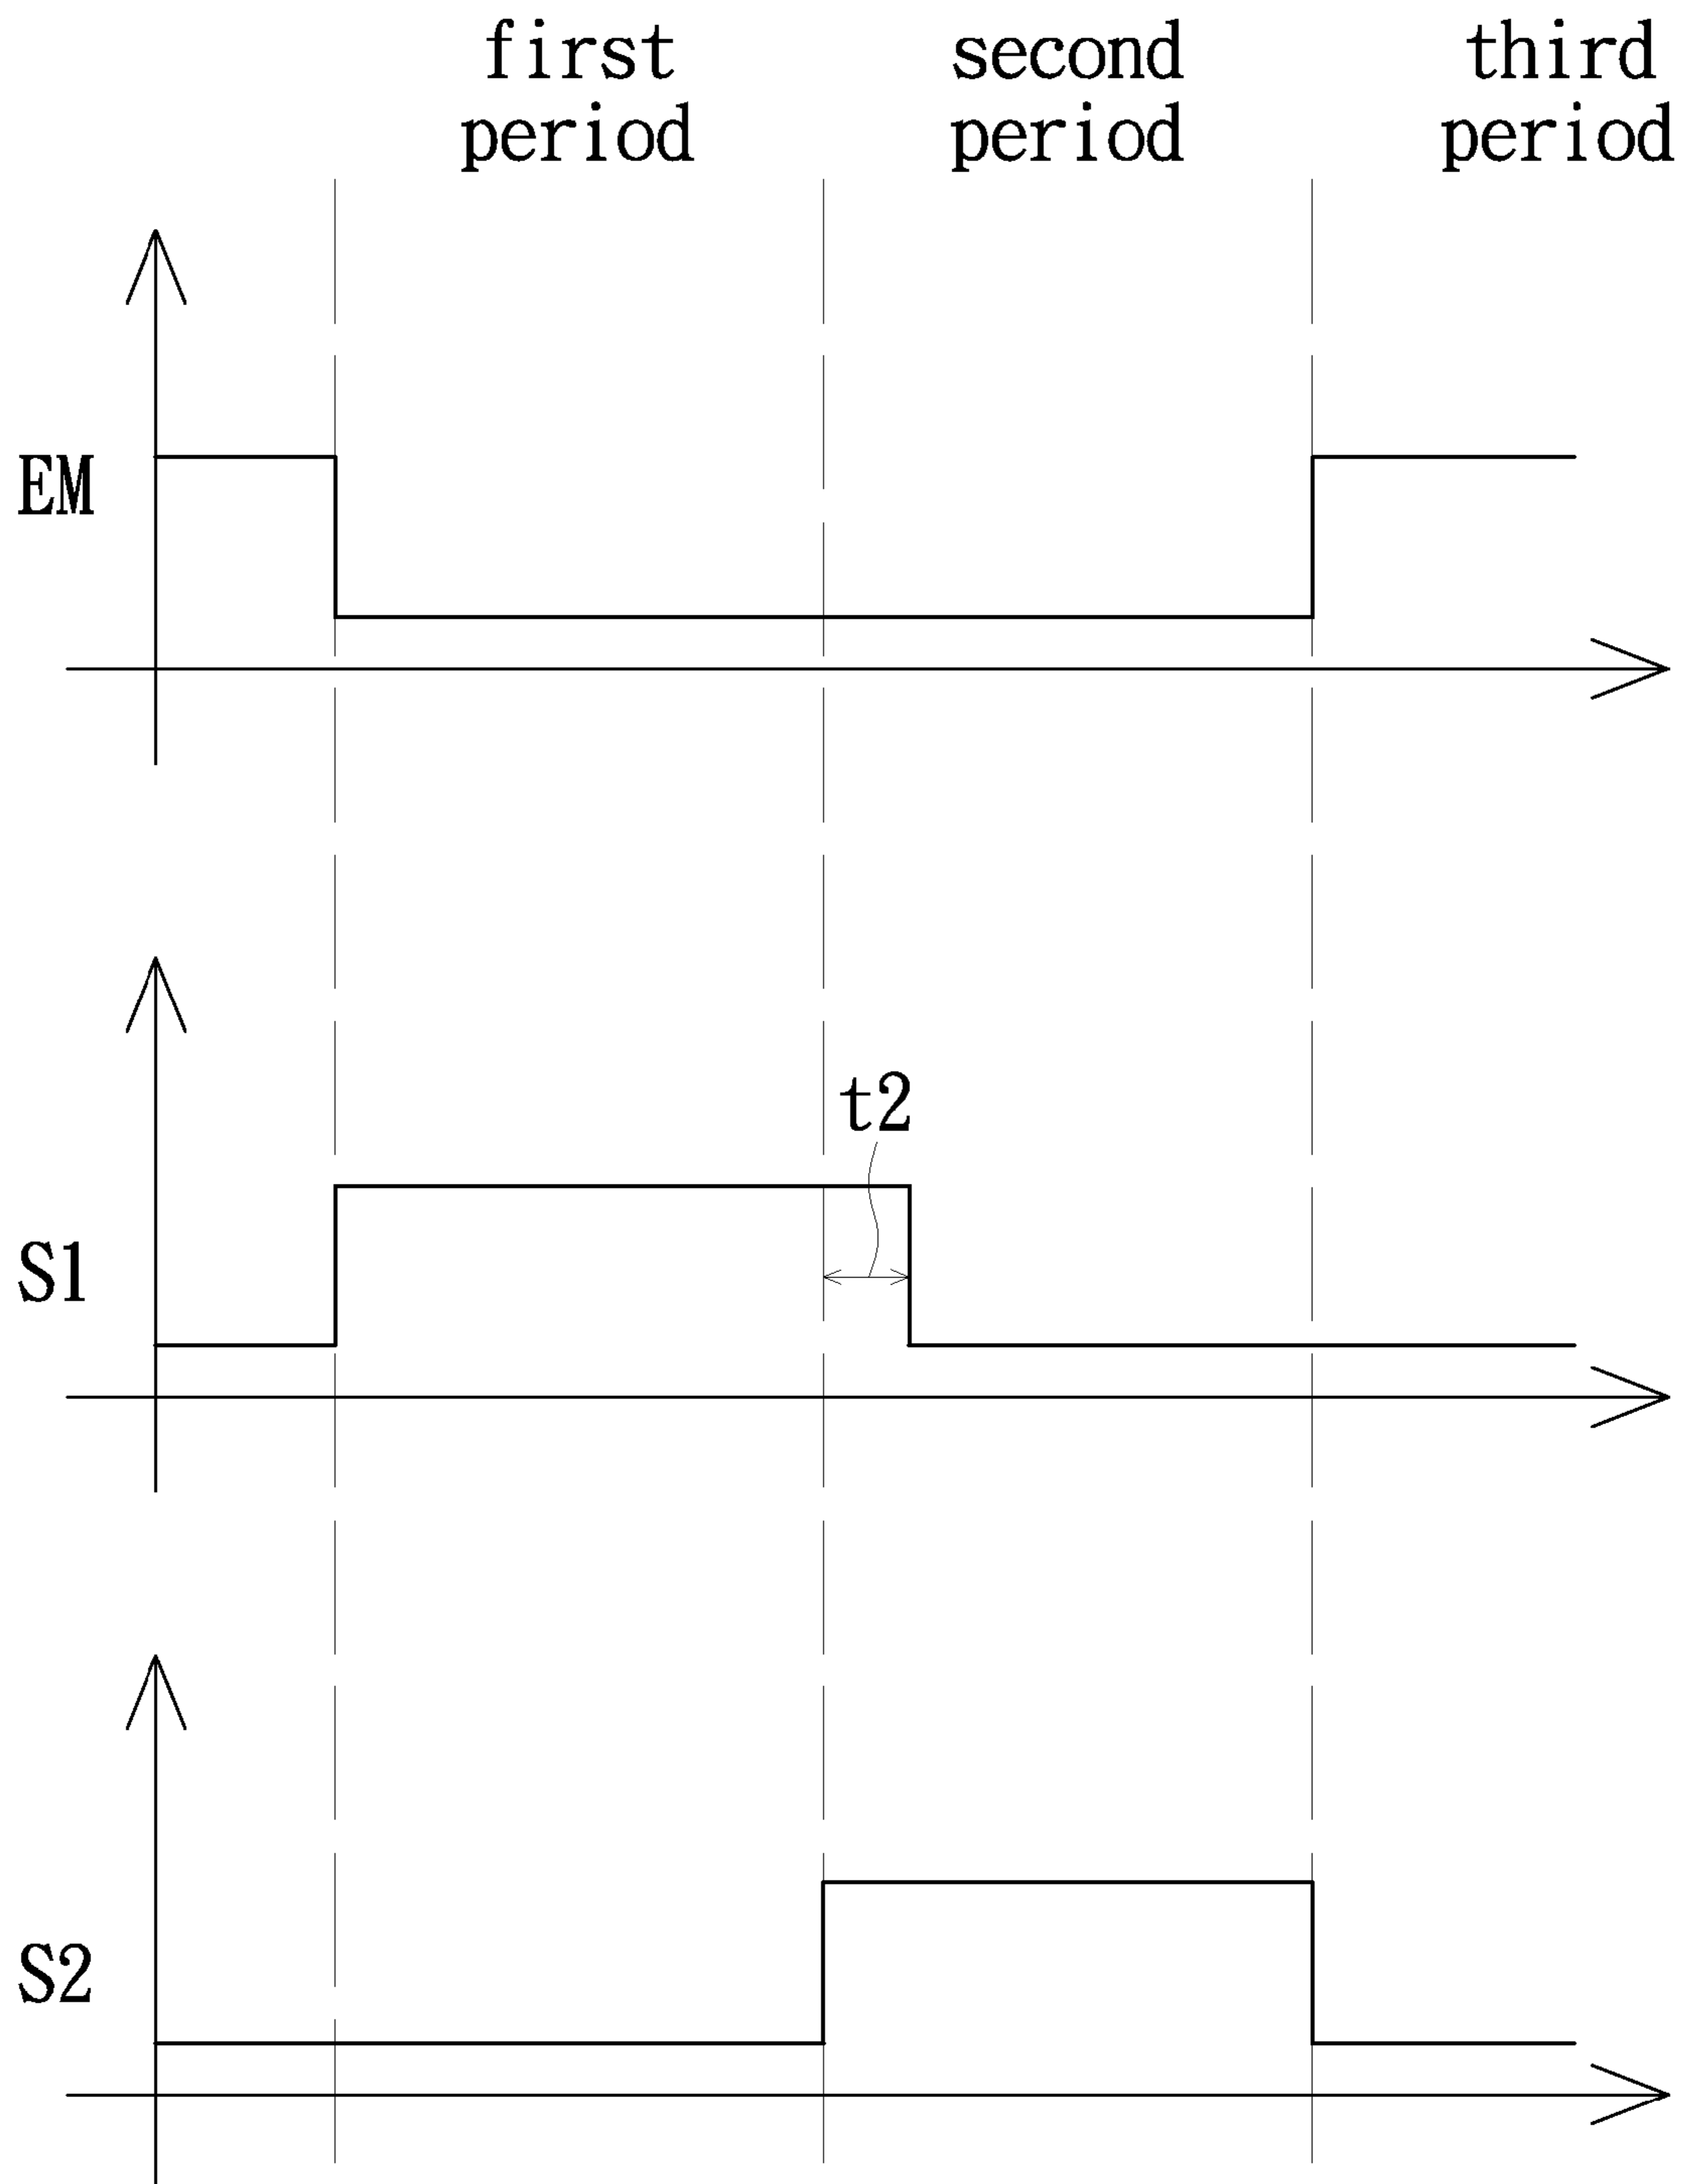 first period
second period
third period
EM
t2
S1
S2